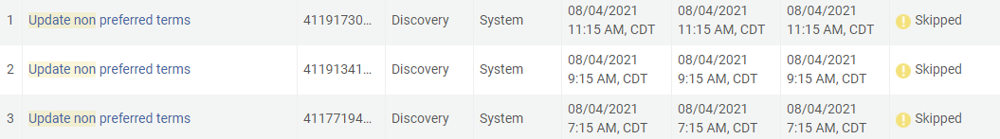 1 Update non preferred terms 41191730... Discovery System 08/04/2021 11:15 AM, CDT 08/04/2021 11:15 AM, CDT 08/04/2021 11:15 AM, CDT Skipped
2 Update non preferred terms 41191341... Discovery System 08/04/2021 9:15 AM, CDT 08/04/2021 9:15 AM, CDT 08/04/2021 9:15 AM, CDT Skipped
3 Update non preferred terms 41177194... Discovery System 08/04/2021 7:15 AM, CDT 08/04/2021 7:15 AM, CDT 08/04/2021 7:15 AM, CDT Skipped